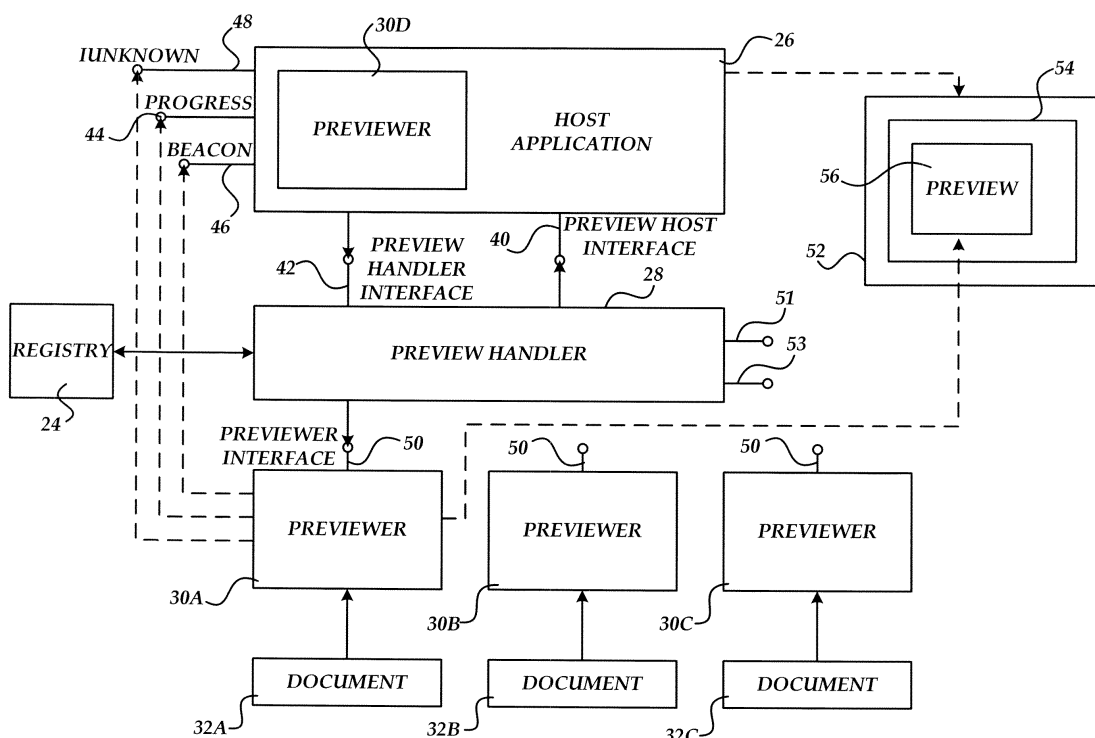 48
30D
26
IUNKNOWN
54
PROGRESS
44
PREVIEWER
HOST
APPLICATION
BEACON
56
PREVIEW
46
40
PREVIEW HOST
INTERFACE
PREVIEW
HANDLER
INTERFACE
42
52
28
51
REGISTRY
PREVIEW HANDLER
53
24
PREVIEWER
INTERFACE
50
50
50
PREVIEWER
PREVIEWER
PREVIEWER
30A
30B
30C
DOCUMENT
DOCUMENT
DOCUMENT
32A
32B
32C